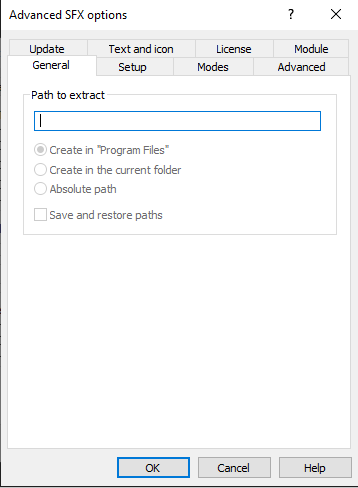 Advanced SFX options
?
Update Text and icon License Module
General Setup Modes Advanced
Path to extract
Create in "Program Files"
Create in the current folder
Absolute path
Save and restore paths
OK Cancel Help